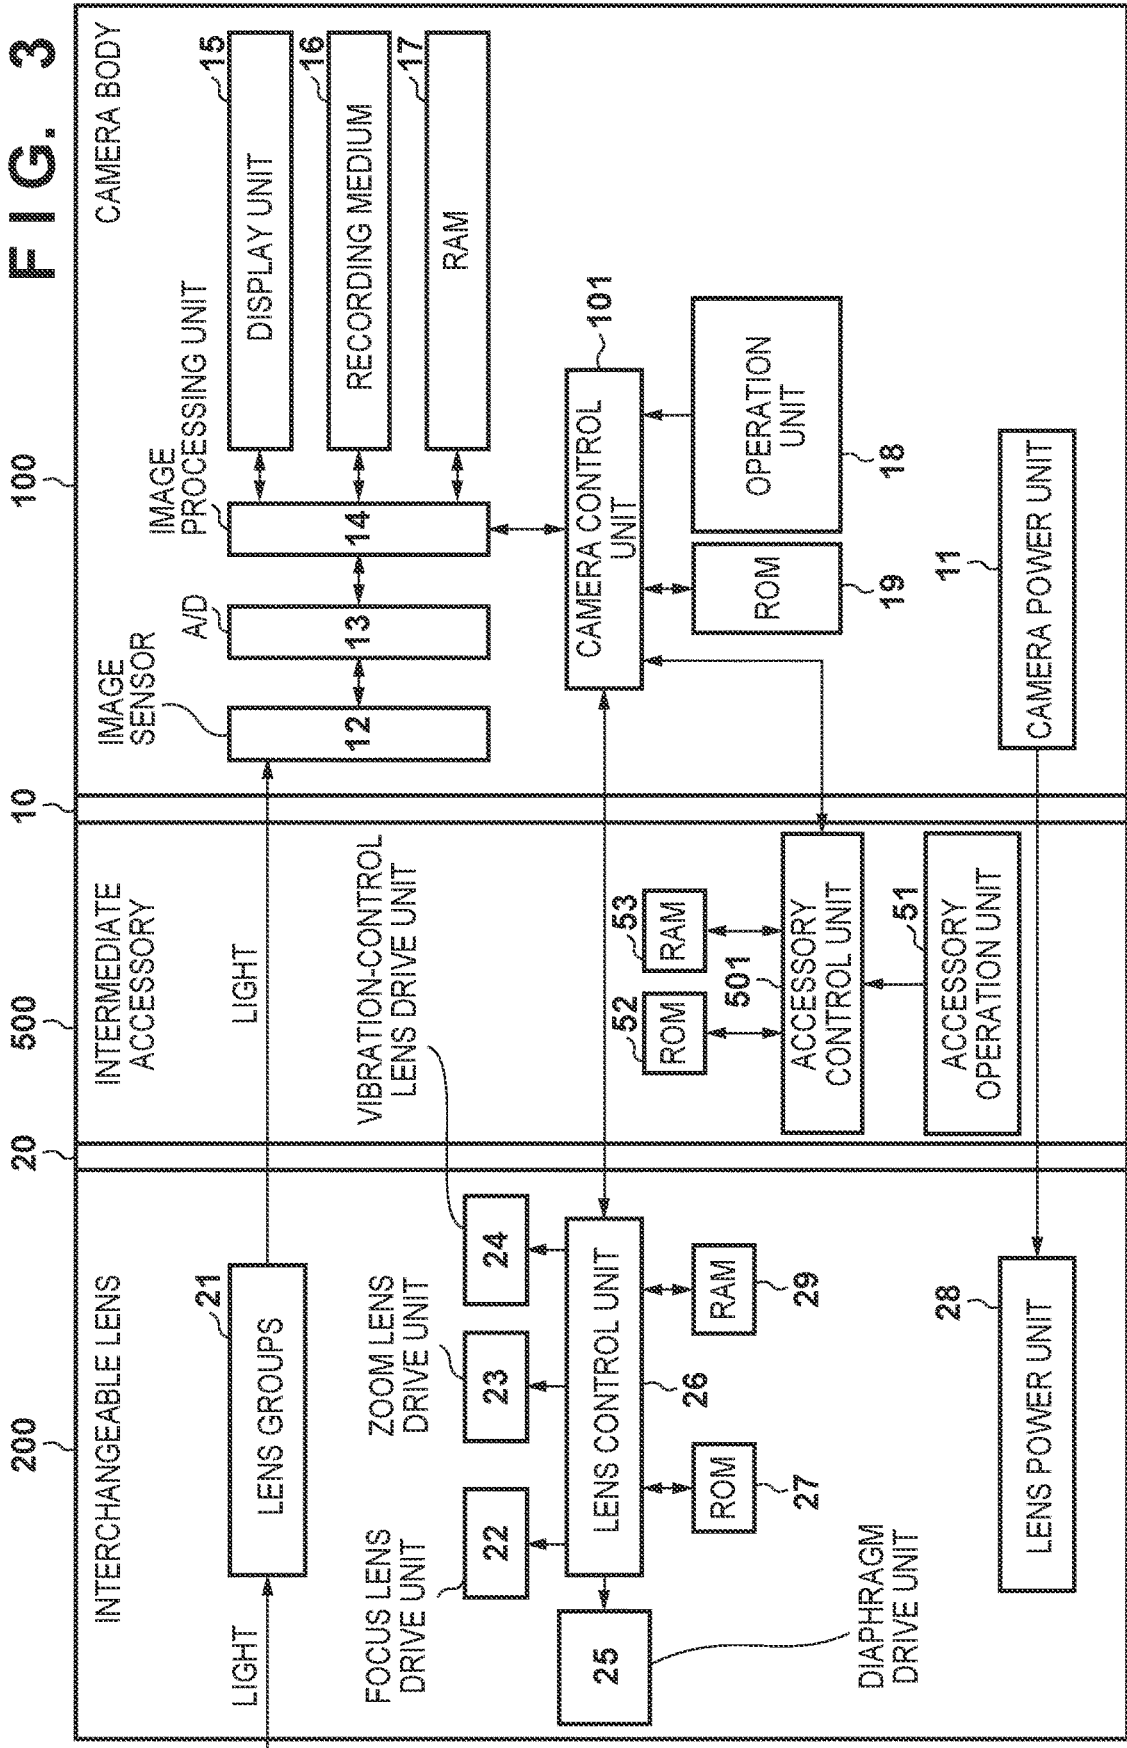 FIG. 3
200
20
500
10
100
INTERCHANGEABLE LENS
INTERMEDIATE
ACCESSORY
CAMERA BODY
LIGHT
LENS GROUPS
21
LIGHT
IMAGE
SENSOR
12
A/D
13
IMAGE
PROCESSING UNIT
14
DISPLAY UNIT
15
RECORDING MEDIUM
16
RAM
17
FOCUS LENS
DRIVE UNIT
22
ZOOM LENS
DRIVE UNIT
23
VIBRATION-CONTROL
LENS DRIVE UNIT
24
25
DIAPHRAGM
DRIVE UNIT
LENS CONTROL UNIT
26
ROM
27
RAM
29
ROM
52
RAM
53
501
ACCESSORY
CONTROL UNIT
51
ACCESSORY
OPERATION UNIT
CAMERA CONTROL
UNIT
101
ROM
19
OPERATION
UNIT
18
LENS POWER UNIT
28
CAMERA POWER UNIT
11